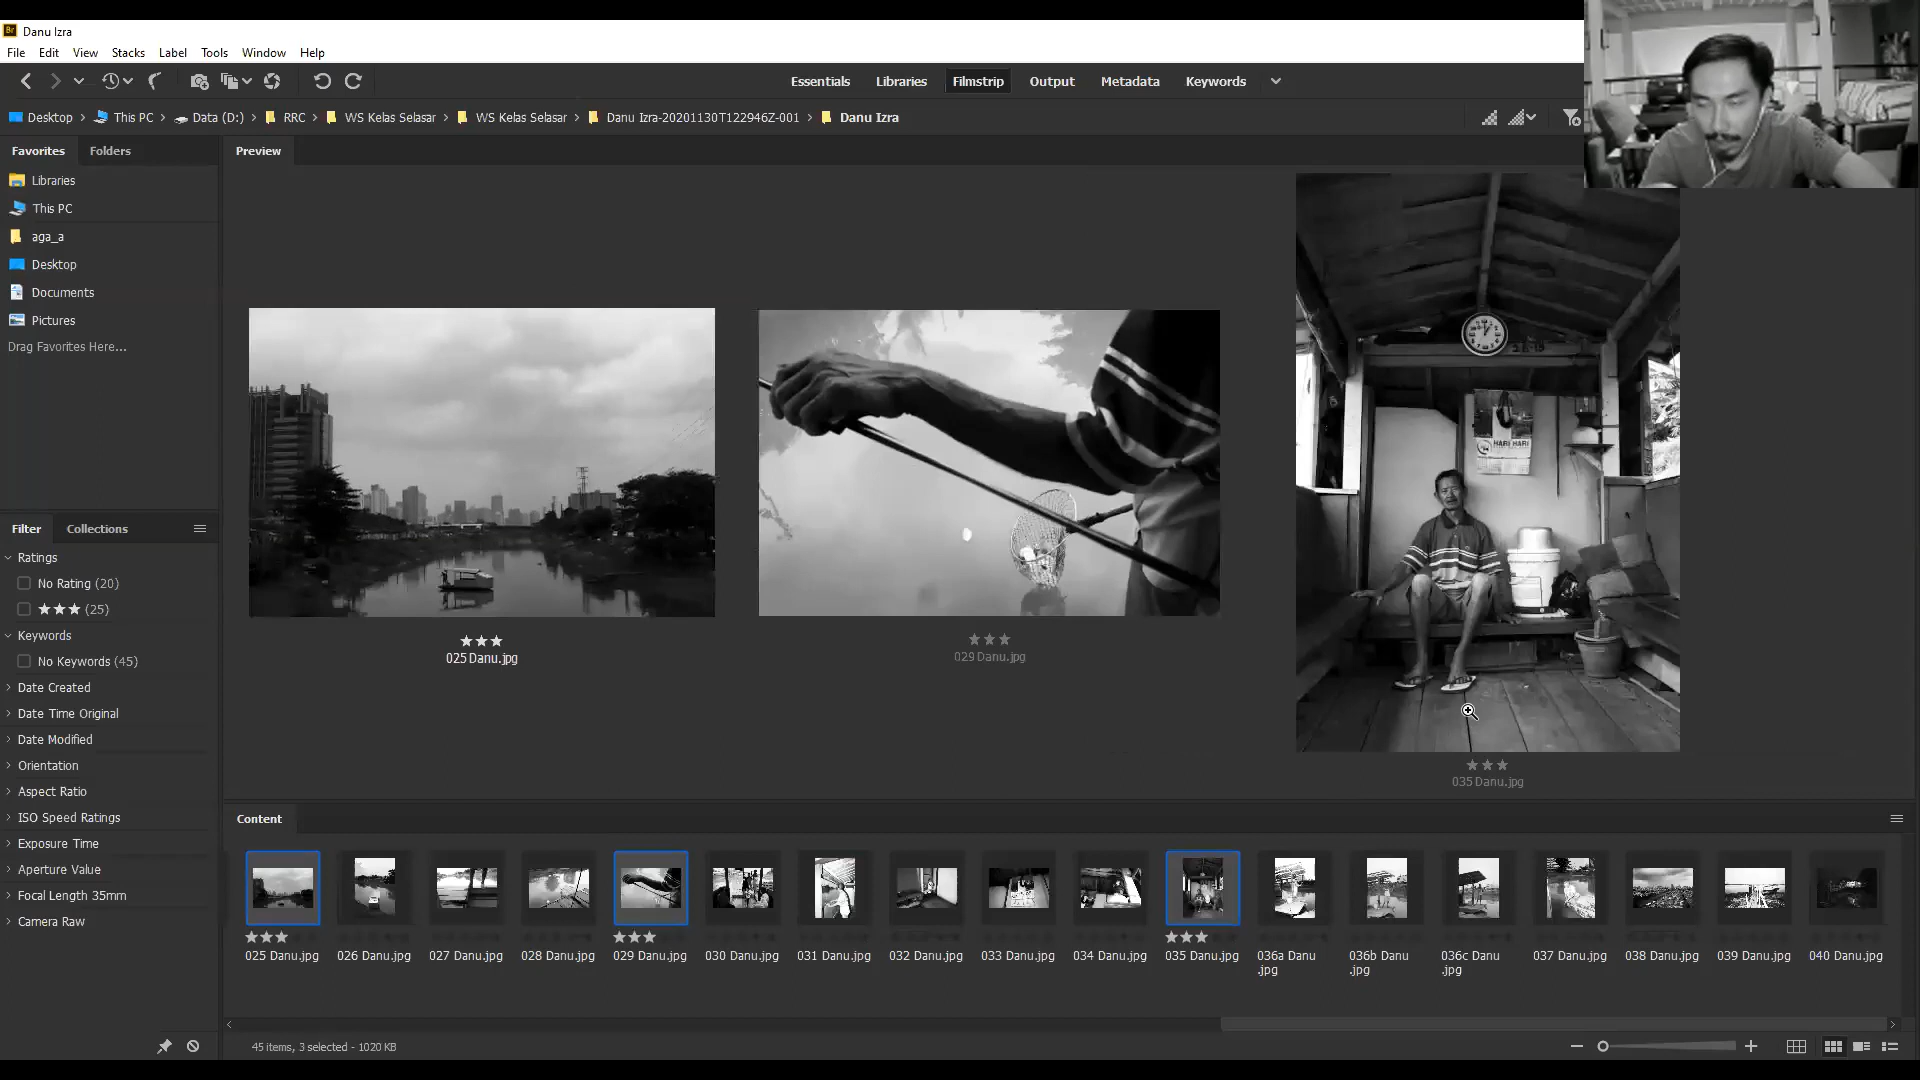 Br Danu Izra
File Edit View Stacks Label Tools Window Help
Essentials Libraries Filmstrip Output Metadata Keywords
Desktop This PC Data (D:) RRC WS Kelas Selasar WS Kelas Selasar Danu Izra-20201130T122946Z-001 Danu Izra
Favorites Folders
Preview
Libraries
This PC
aga_a
Desktop
Documents
Pictures
Drag Favorites Here...
HARI HARI
025 Danu.jpg
029 Danu.jpg
035 Danu.jpg
Filter Collections
Ratings
No Rating (20)
★★★ (25)
Keywords
No Keywords (45)
Date Created
Date Time Original
Date Modified
Orientation
Aspect Ratio
ISO Speed Ratings
Exposure Time
Aperture Value
Focal Length 35mm
Camera Raw
Content
025 Danu.jpg 026 Danu.jpg 027 Danu.jpg 028 Danu.jpg 029 Danu.jpg 030 Danu.jpg 031 Danu.jpg 032 Danu.jpg 033 Danu.jpg 034 Danu.jpg 035 Danu.jpg 036a Danu 036b Danu 036c Danu 037 Danu.jpg 038 Danu.jpg 039 Danu.jpg 040 Danu.jpg
.jpg .jpg .jpg
45 items, 3 selected - 1020 KB